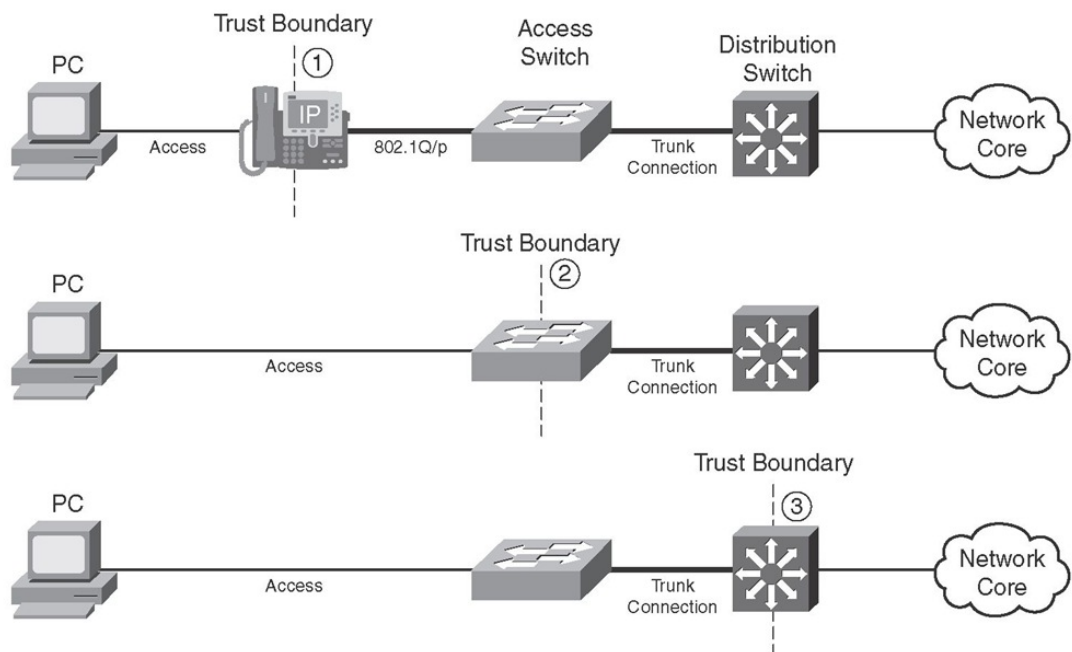 Trust Boundary
①
PC
Access
Switch
Distribution
Switch
IP
Network
Core
Access
802.1Q/p
Trunk
Connection
Trust Boundary
②
PC
Access
Trunk
Connection
Network
Core
Trust Boundary
③
PC
Access
Trunk
Connection
Network
Core